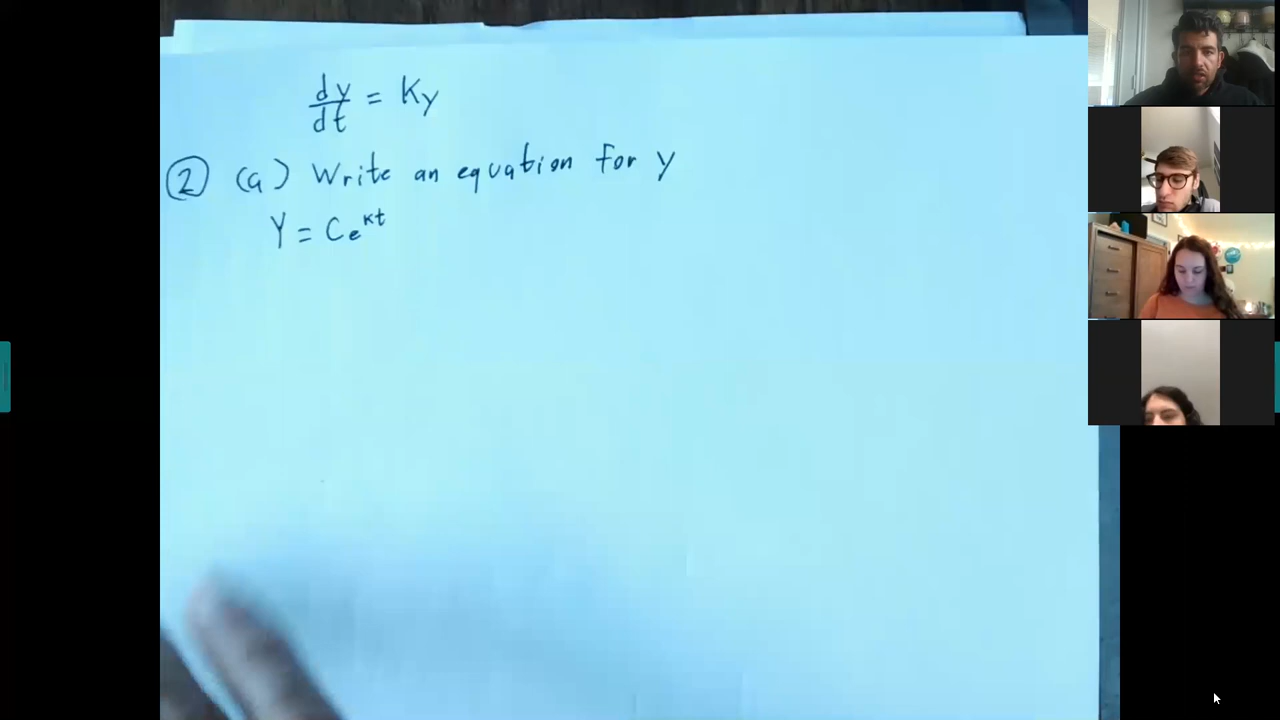 dy/dt = Ky
② (a) Write an equation for y
Y = Ce^kt